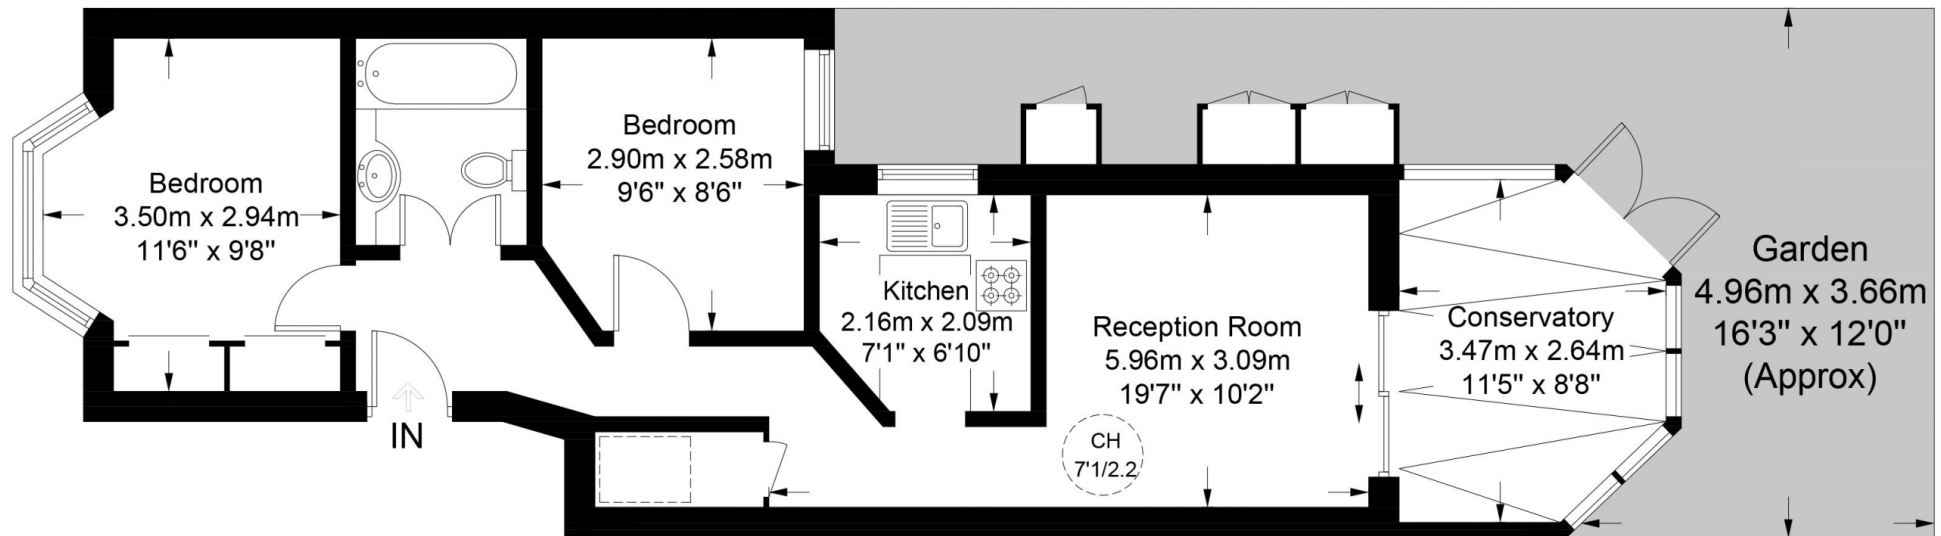 Bedroom
3.50m x 2.94m
11'6" x 9'8"
Bedroom
2.90m x 2.58m
9'6" x 8'6"
IN
Kitchen
2.16m x 2.09m
7'1" x 6'10"
Reception Room
5.96m x 3.09m
19'7" x 10'2"
CH
7'1/2.2
Conservatory
3.47m x 2.64m
11'5" x 8'8"
Garden
4.96m x 3.66m
16'3" x 12'0"
(Approx)